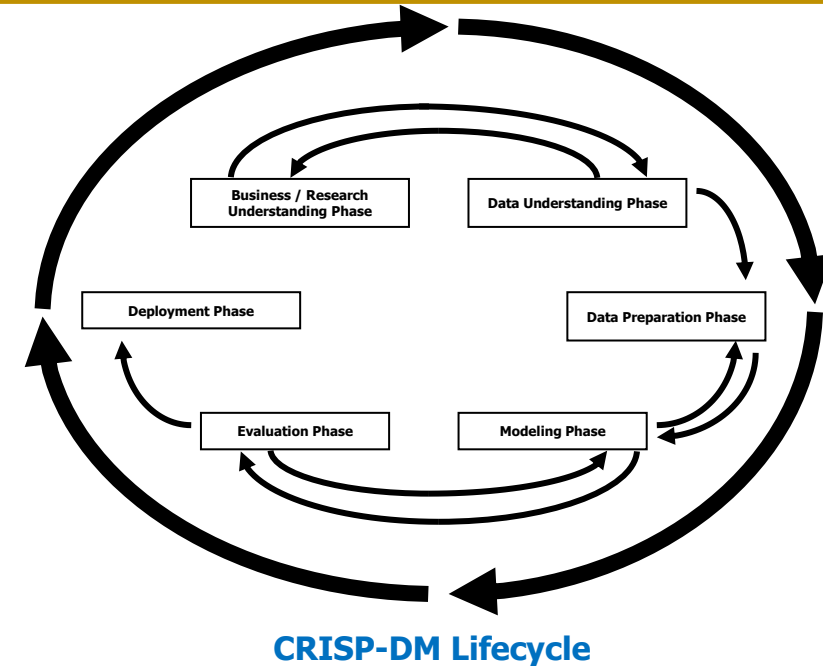 Business / Research
Understanding Phase
Data Understanding Phase
Deployment Phase
Data Preparation Phase
Evaluation Phase
Modeling Phase
CRISP-DM Lifecycle